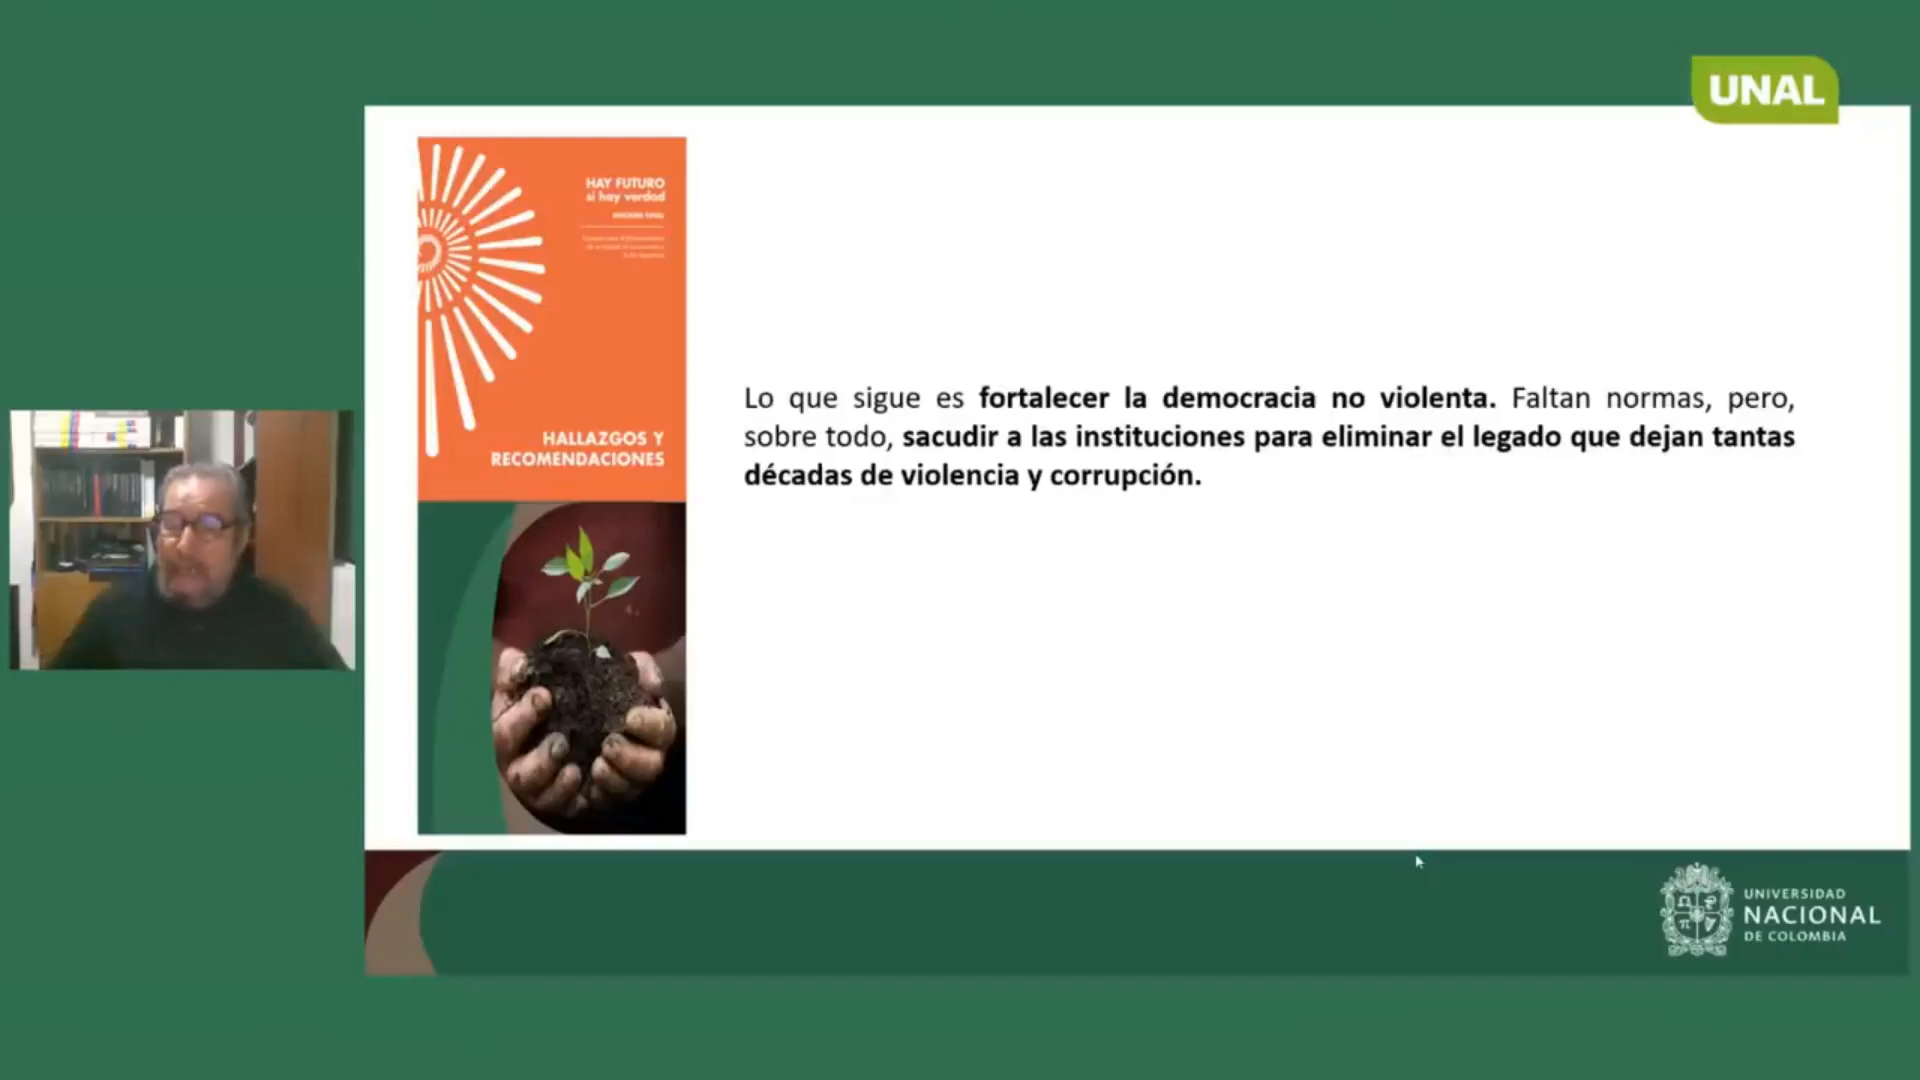 UNAL
HAY FUTURO
si hay verdad
INFORME FINAL
HALLAZGOS Y
RECOMENDACIONES
Lo que sigue es fortalecer la democracia no violenta. Faltan normas, pero,
sobre todo, sacudir a las instituciones para eliminar el legado que dejan tantas
décadas de violencia y corrupción.
UNIVERSIDAD
NACIONAL
DE COLOMBIA